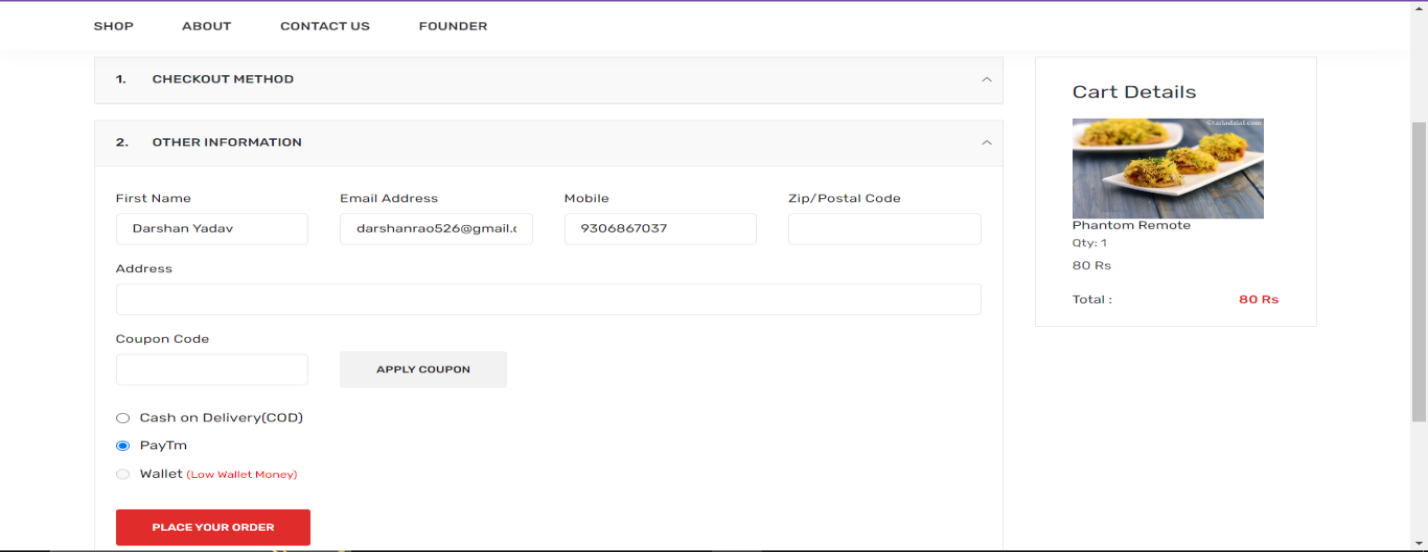 SHOP ABOUT CONTACT US FOUNDER
1. CHECKOUT METHOD
2. OTHER INFORMATION
First Name Email Address Mobile Zip/Postal Code
Darshan Yadav darshanrao526@gmail.c 9306867037
Address
Coupon Code
APPLY COUPON
Cash on Delivery(COD)
PayTm
Wallet (Low Wallet Money)
PLACE YOUR ORDER
Cart Details
Phantom Remote
Qty: 1
80 Rs
Total : 80 Rs